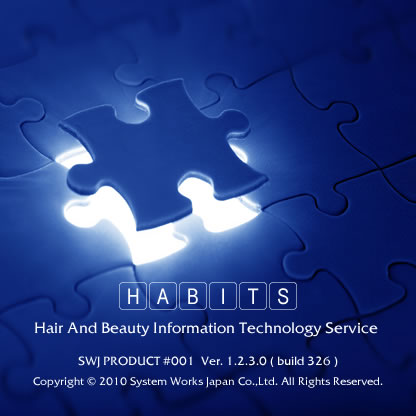 HABITS
Hair And Beauty Information Technology Service
SWJ PRODUCT #001 Ver. 1.2.3.0 ( build 326 )
Copyright © 2010 System Works Japan Co.,Ltd. All Rights Reserved.